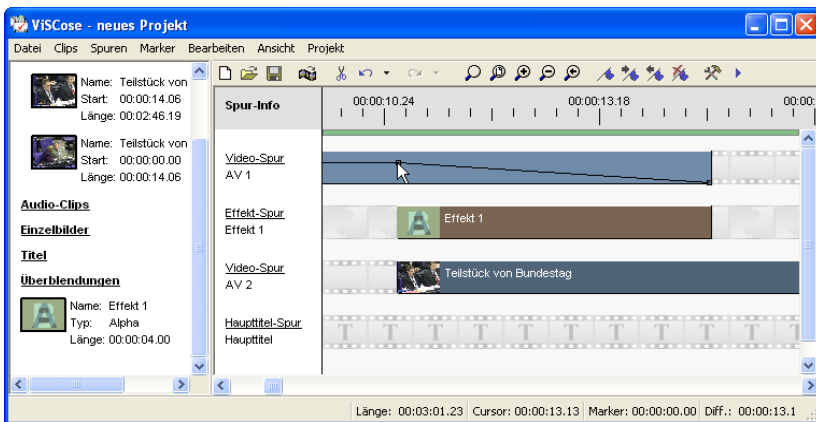 ViSCose - neues Projekt
Datei Clips Spuren Marker Bearbeiten Ansicht Projekt
Name: Teilstück von
Start: 00:00:14.06
Länge: 00:02:46.19
Name: Teilstück von
Start: 00:00:00.00
Länge: 00:00:14.06
Audio-Clips
Einzelbilder
Titel
Überblendungen
Name: Effekt 1
Typ: Alpha
Länge: 00:00:04.00
Spur-Info
00:00:10.24 00:00:13.18 00:00:
Video-Spur
AV 1
Effekt-Spur
Effekt 1
Effekt 1
Video-Spur
AV 2
Teilstück von Bundestag
Haupttitel-Spur
Haupttitel
T T T T T T T T T T T
Länge: 00:03:01.23 Cursor: 00:00:13.13 Marker: 00:00:00.00 Diff.: 00:00:13.1